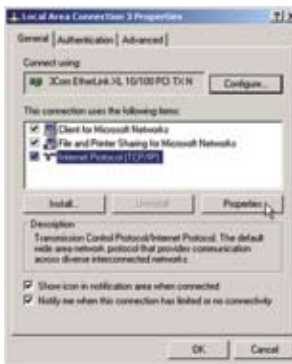 Local Area Connection 3 Properties
General Authentication Advanced
Connect using:
3Com EtherLink XL 10/100 PCI TX N
Configure...
This connection uses the following items:
Client for Microsoft Networks
File and Printer Sharing for Microsoft Networks
Internet Protocol (TCP/IP)
Install... Uninstall Properties
Description
Transmission Control Protocol/Internet Protocol. The default
wide area network protocol that provides communication
across diverse interconnected networks.
Show icon in notification area when connected
Notify me when this connection has limited or no connectivity
OK Cancel